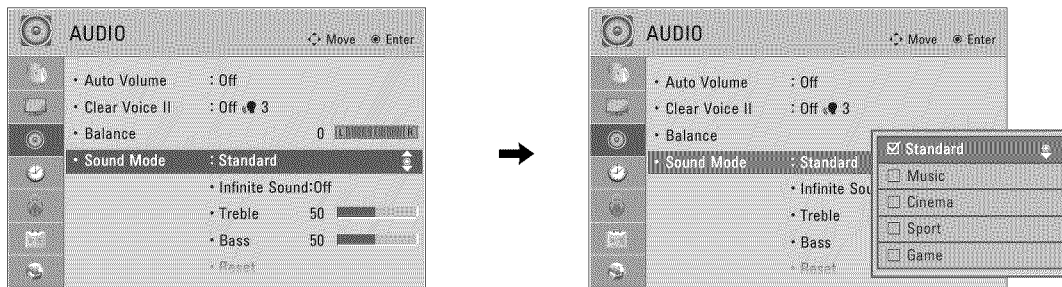 AUDIO
Move Enter
• Auto Volume : Off
• Clear Voice II : Off 3
• Balance 0 L R
• Sound Mode : Standard
• Infinite Sound:Off
• Treble 50
• Bass 50
• Reset
AUDIO
Move Enter
• Auto Volume : Off
• Clear Voice II : Off 3
• Balance
• Sound Mode : Standard
• Infinite Sou
• Treble
• Bass
• Reset
Standard
Music
Cinema
Sport
Game